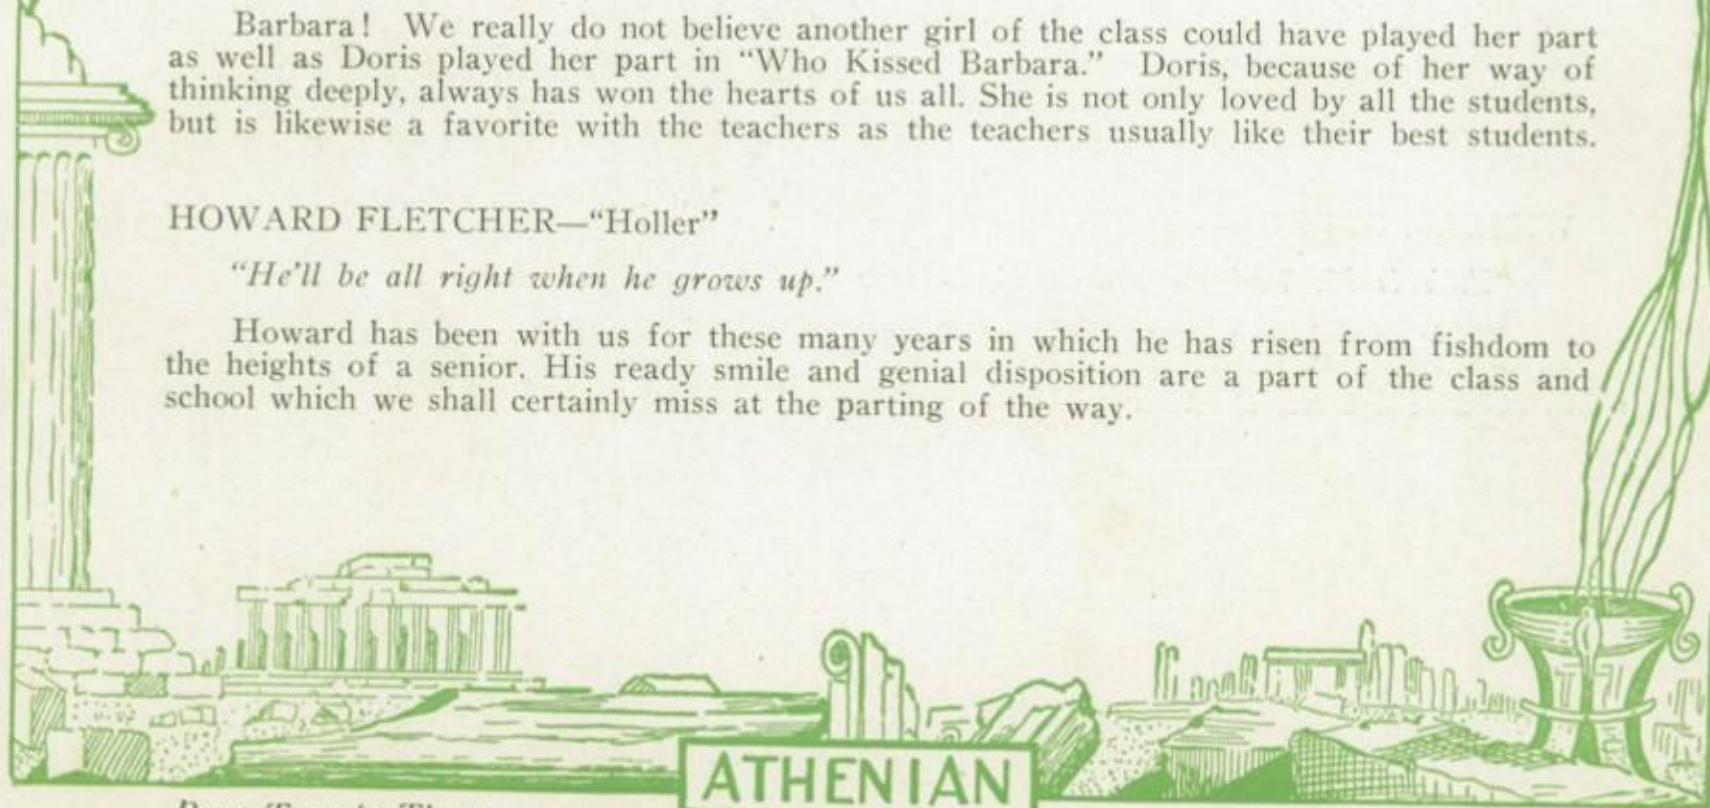 Barbara! We really do not believe another girl of the class could have played her part
as well as Doris played her part in “Who Kissed Barbara.” Doris, because of her way of
thinking deeply, always has won the hearts of us all. She is not only loved by all the students,
but is likewise a favorite with the teachers as the teachers usually like their best students.
HOWARD FLETCHER—“Holler”
“He’ll be all right when he grows up.”
Howard has been with us for these many years in which he has risen from fishdom to
the heights of a senior. His ready smile and genial disposition are a part of the class and
school which we shall certainly miss at the parting of the way.
ATHENIAN